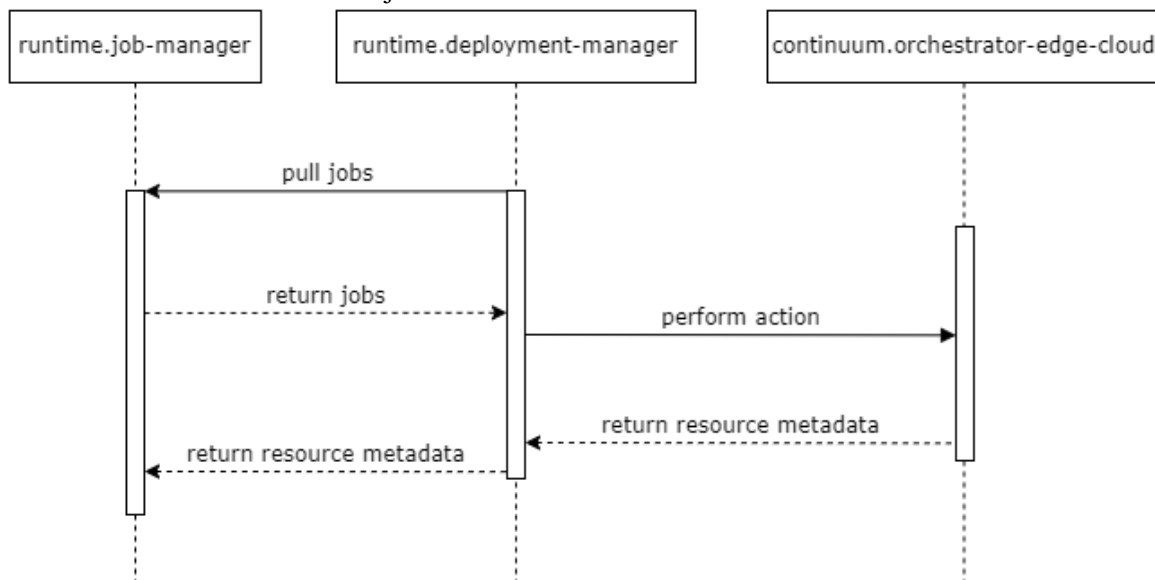 runtime.job-manager
runtime.deployment-manager
continuum.orchestrator-edge-cloud
pull jobs
return jobs
perform action
return resource metadata
return resource metadata